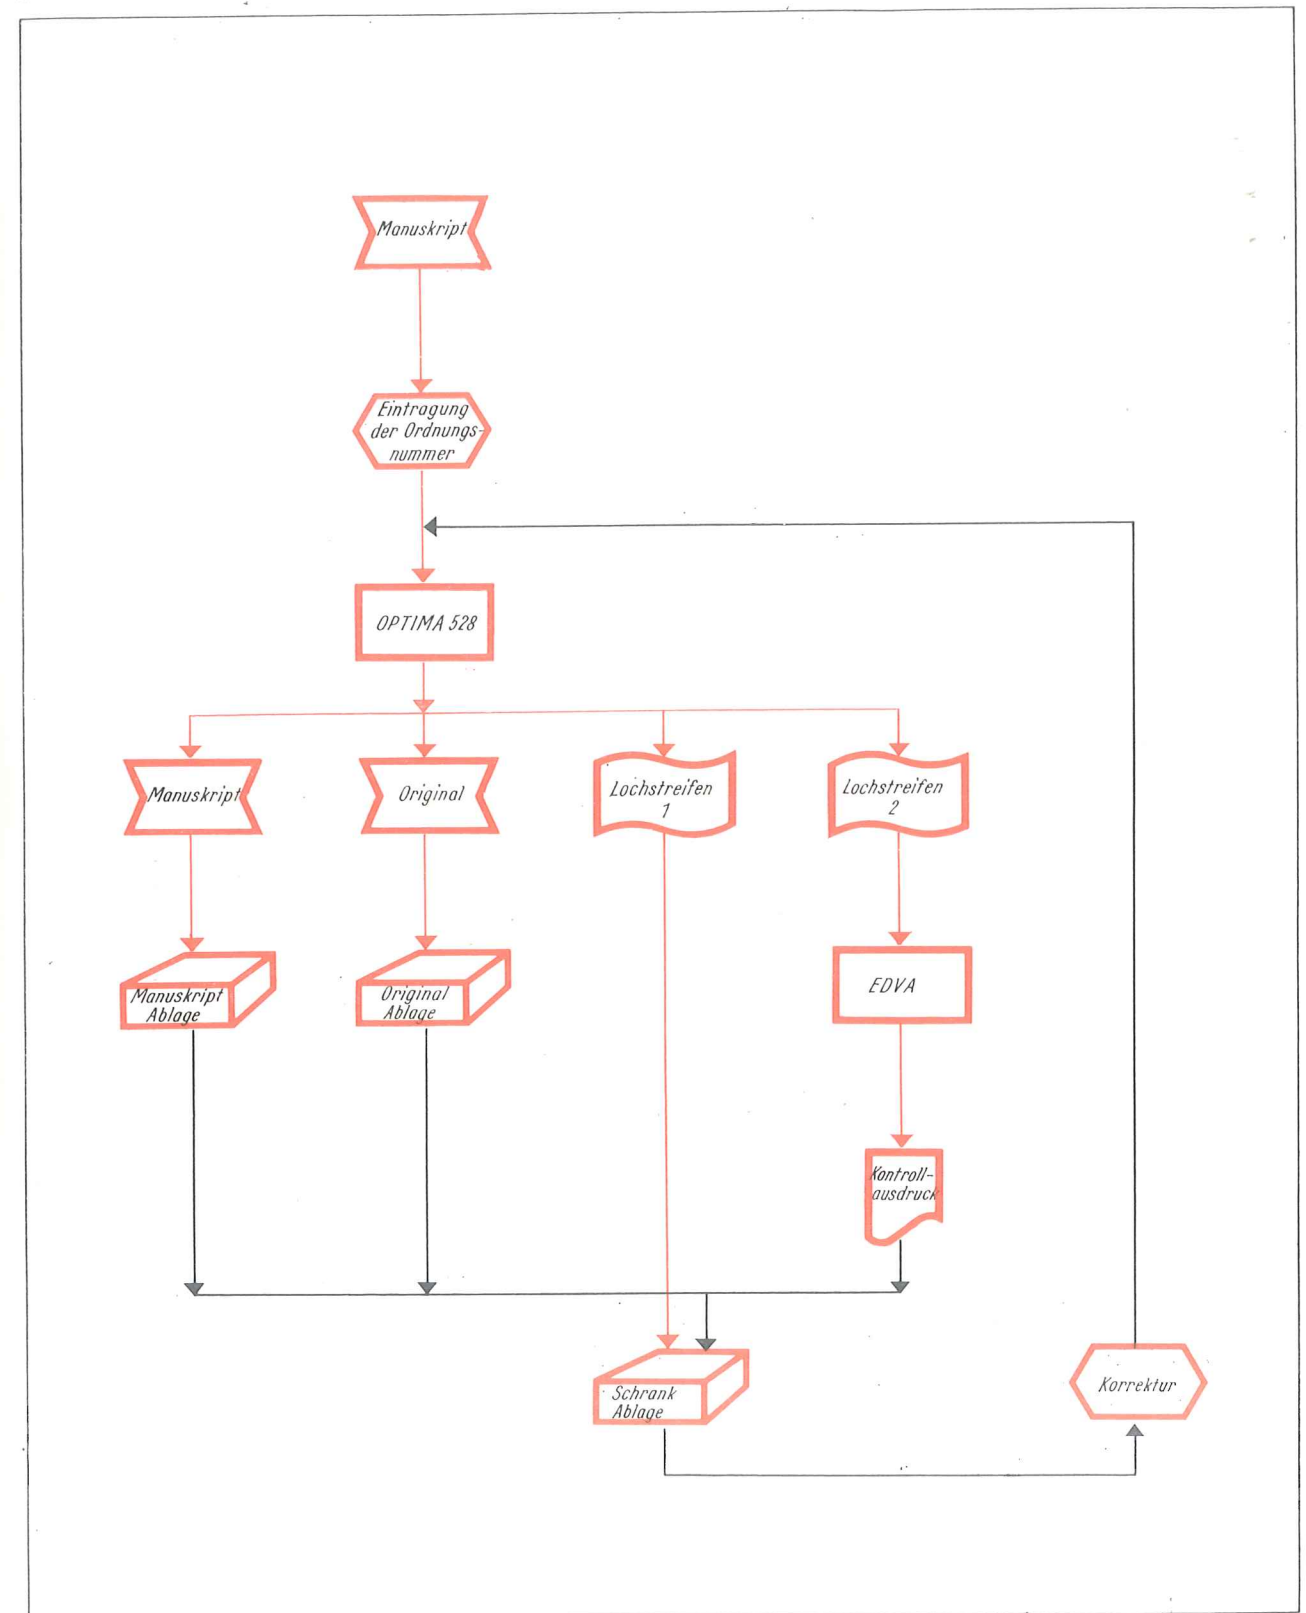 Manuskript
Eintragung
der Ordnungs-
nummer
OPTIMA 528
Manuskript
Original
Lochstreifen
1
Lochstreifen
2
Manuskript
Ablage
Original
Ablage
EDVA
Kontroll-
ausdruck
Schrank
Ablage
Korrektur